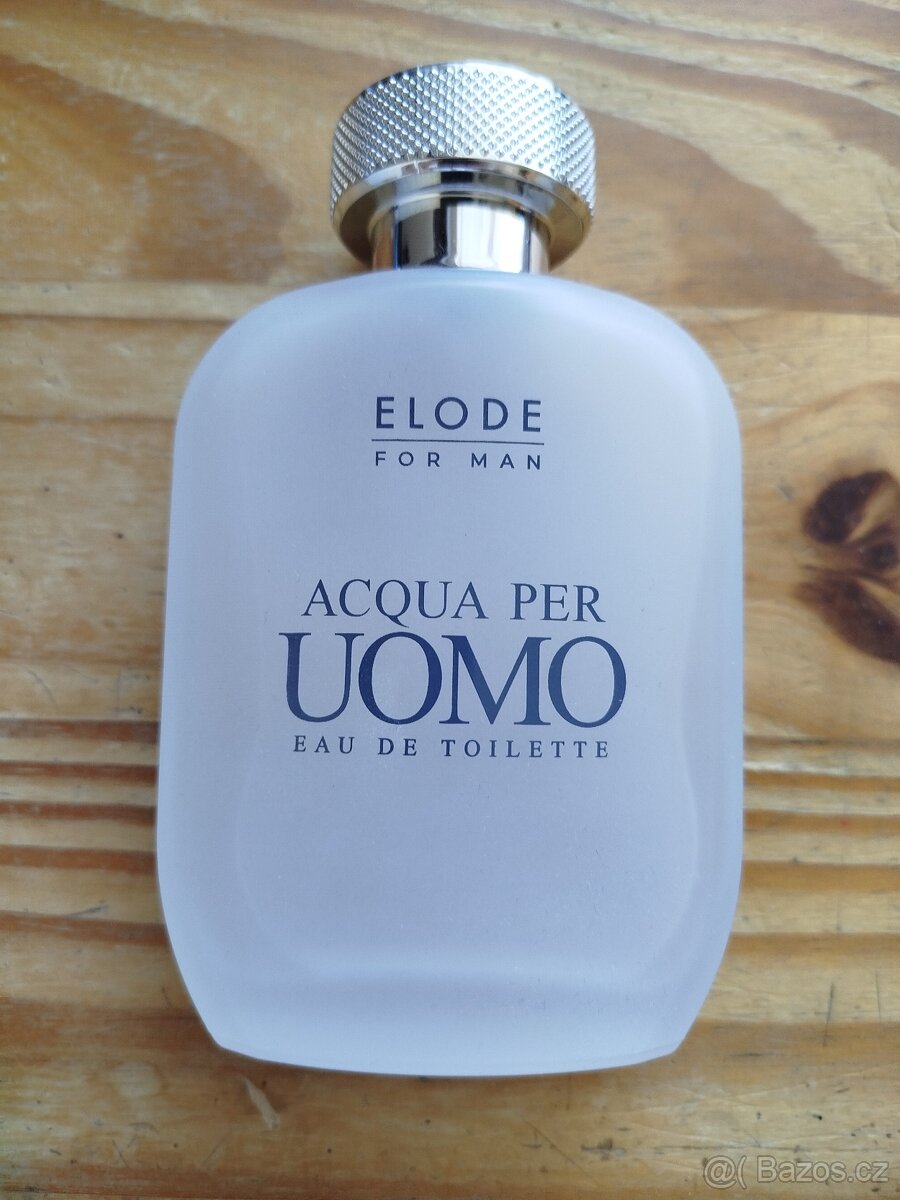 ELODE
FOR MAN
ACQUA PER
UOMO
EAU DE TOILETTE
@( Bazos.cz